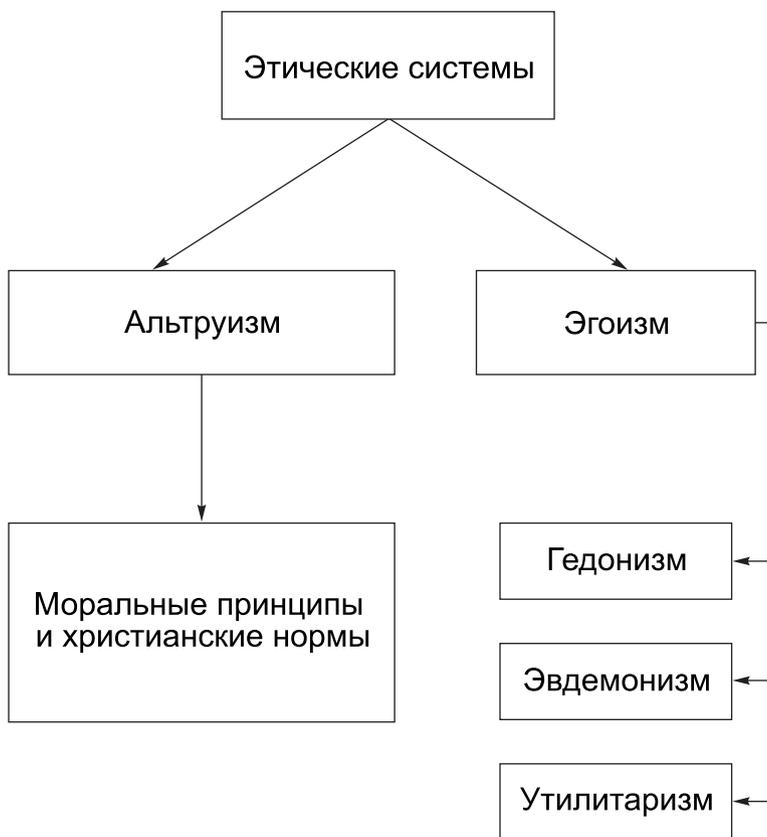 Этические системы
Альтруизм
Эгоизм
Моральные принципы
и христианские нормы
Гедонизм
Эвдемонизм
Утилитаризм